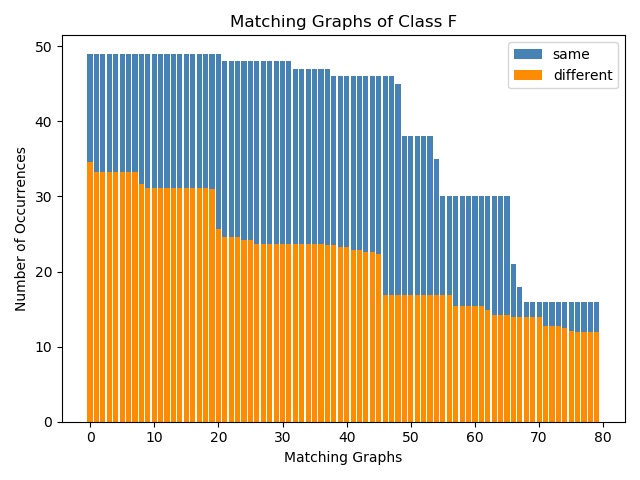 Matching Graphs of Class F
same
different
Number of Occurrences
50
40
30
20
10
0
0 10 20 30 40 50 60 70 80
Matching Graphs